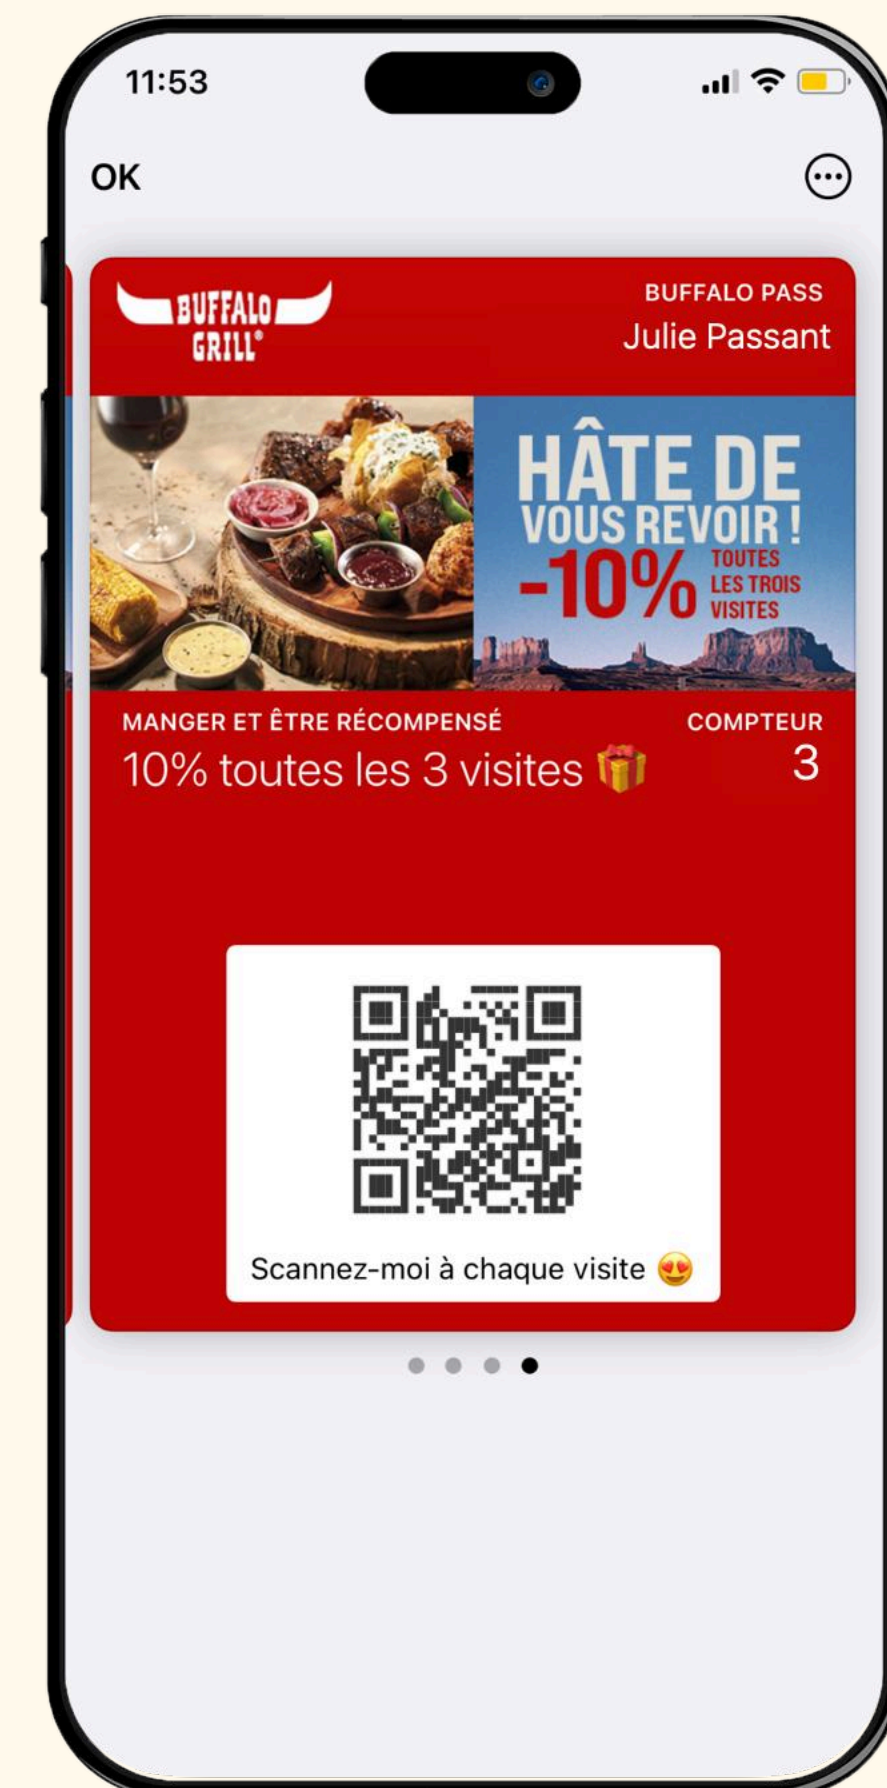 11:53
OK
BUFFALO
GRILL®
BUFFALO PASS
Julie Passant
HÂTE DE
VOUS REVOIR !
-10% TOUTES
LES TROIS
VISITES
MANGER ET ÊTRE RÉCOMPENSÉ
10% toutes les 3 visites 🎁
COMPTEUR
3
Scannez-moi à chaque visite 😍